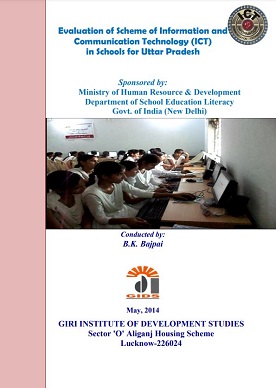 Evaluation of Scheme of Information and
Communication Technology (ICT)
in Schools for Uttar Pradesh
ICT
Sponsored by:
Ministry of Human Resource & Development
Department of School Education Literacy
Govt. of India (New Delhi)
Conducted by:
B.K. Bajpai
GIDS
May, 2014
GIRI INSTITUTE OF DEVELOPMENT STUDIES
Sector 'O' Aliganj Housing Scheme
Lucknow-226024